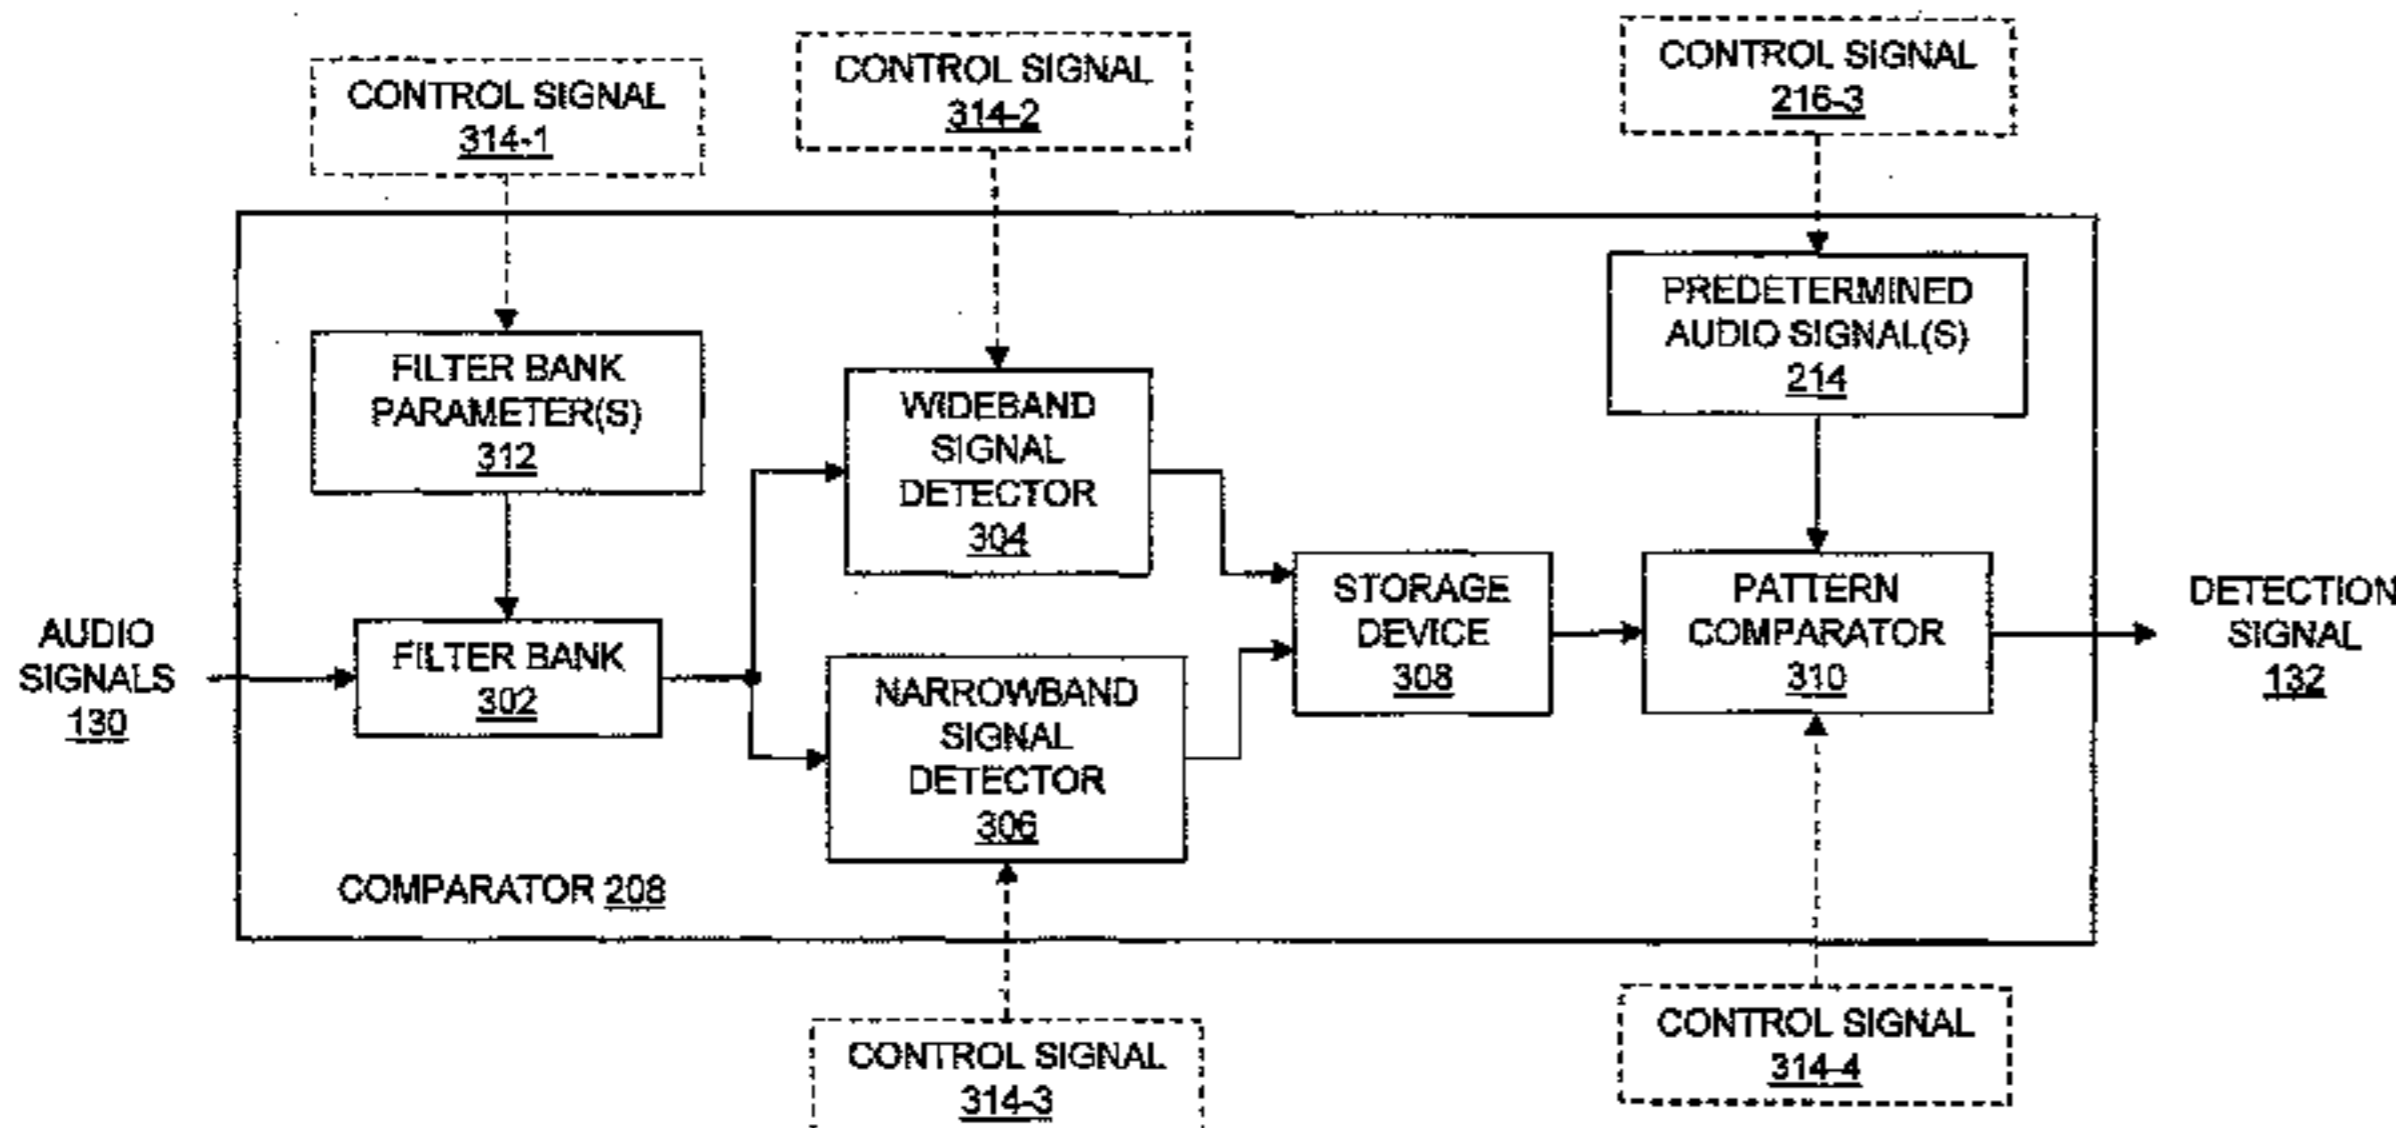 CONTROL SIGNAL
314-1
CONTROL SIGNAL
314-2
CONTROL SIGNAL
216-3
FILTER BANK
PARAMETER(S)
312
WIDEBAND
SIGNAL
DETECTOR
304
PREDETERMINED
AUDIO SIGNAL(S)
214
AUDIO
SIGNALS
130
FILTER BANK
302
NARROWBAND
SIGNAL
DETECTOR
306
STORAGE
DEVICE
308
PATTERN
COMPARATOR
310
DETECTION
SIGNAL
132
COMPARATOR 208
CONTROL SIGNAL
314-3
CONTROL SIGNAL
314-4